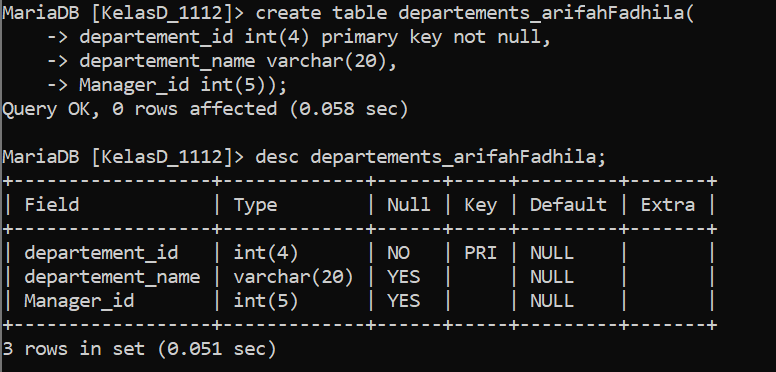 MariaDB [KelasD_1112]> create table departements_arifahFadhila(
    -> departement_id int(4) primary key not null,
    -> departement_name varchar(20),
    -> Manager_id int(5));
Query OK, 0 rows affected (0.058 sec)

MariaDB [KelasD_1112]> desc departements_arifahFadhila;
+------------------+-------------+------+-----+---------+-------+
| Field            | Type        | Null | Key | Default | Extra |
+------------------+-------------+------+-----+---------+-------+
| departement_id   | int(4)      | NO   | PRI | NULL    |       |
| departement_name | varchar(20) | YES  |     | NULL    |       |
| Manager_id       | int(5)      | YES  |     | NULL    |       |
+------------------+-------------+------+-----+---------+-------+
3 rows in set (0.051 sec)